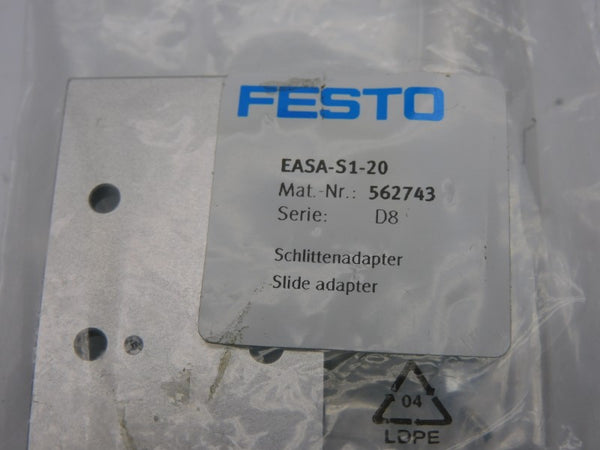 FESTO
EASA-S1-20
Mat.-Nr.: 562743
Serie: D8
Schlittenadapter
Slide adapter
04
LDPE